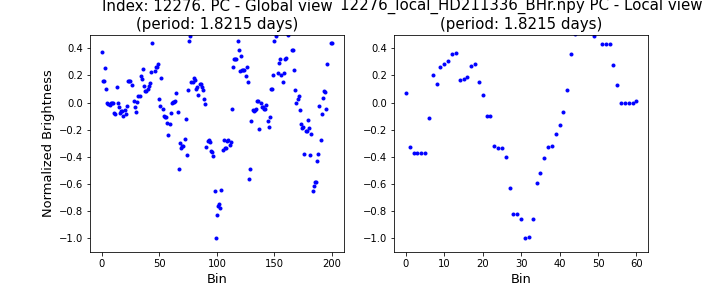 Index: 12276. PC - Global view
(period: 1.8215 days)
12276_local_HD211336_BHr.npy PC - Local view
(period: 1.8215 days)
Normalized Brightness
0.4
0.2
0.0
−0.2
−0.4
−0.6
−0.8
−1.0
0 50 100 150 200
Bin
0.4
0.2
0.0
−0.2
−0.4
−0.6
−0.8
−1.0
0 10 20 30 40 50 60
Bin